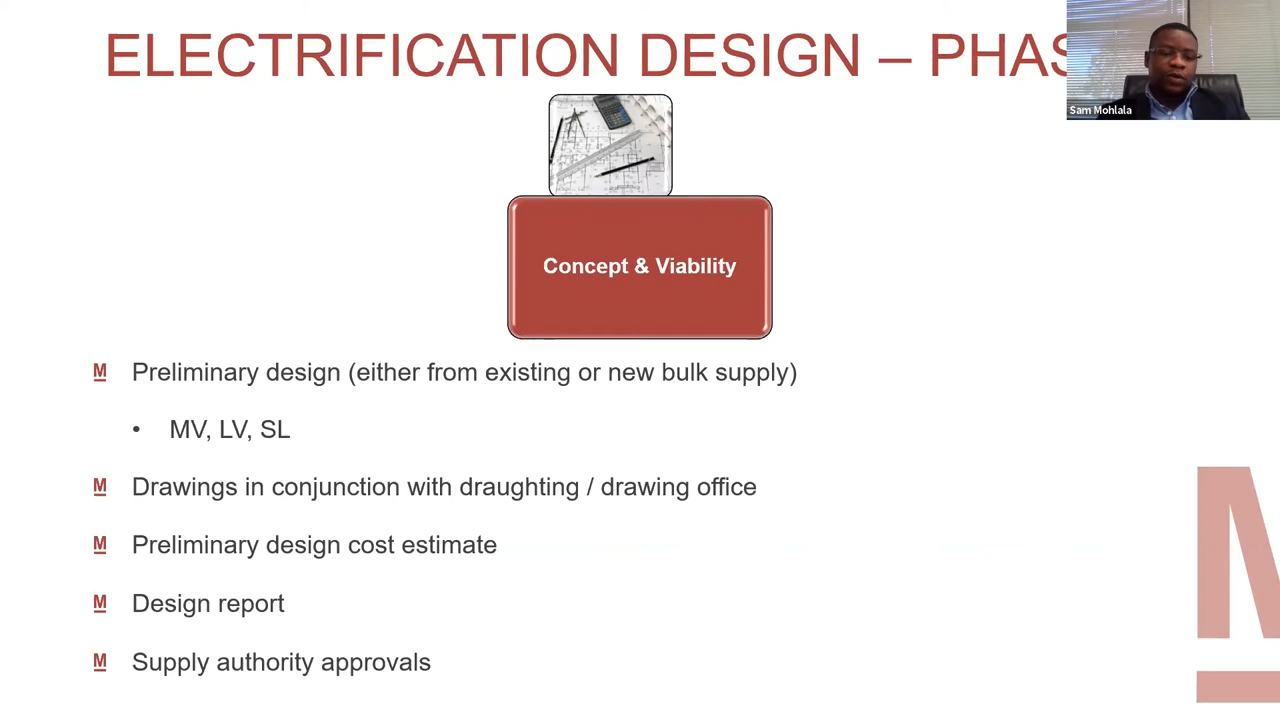 ELECTRIFICATION DESIGN – PHAS
Sam Mohlala
Concept & Viability
M Preliminary design (either from existing or new bulk supply)
• MV, LV, SL
M Drawings in conjunction with draughting / drawing office
M Preliminary design cost estimate
M Design report
M Supply authority approvals
M